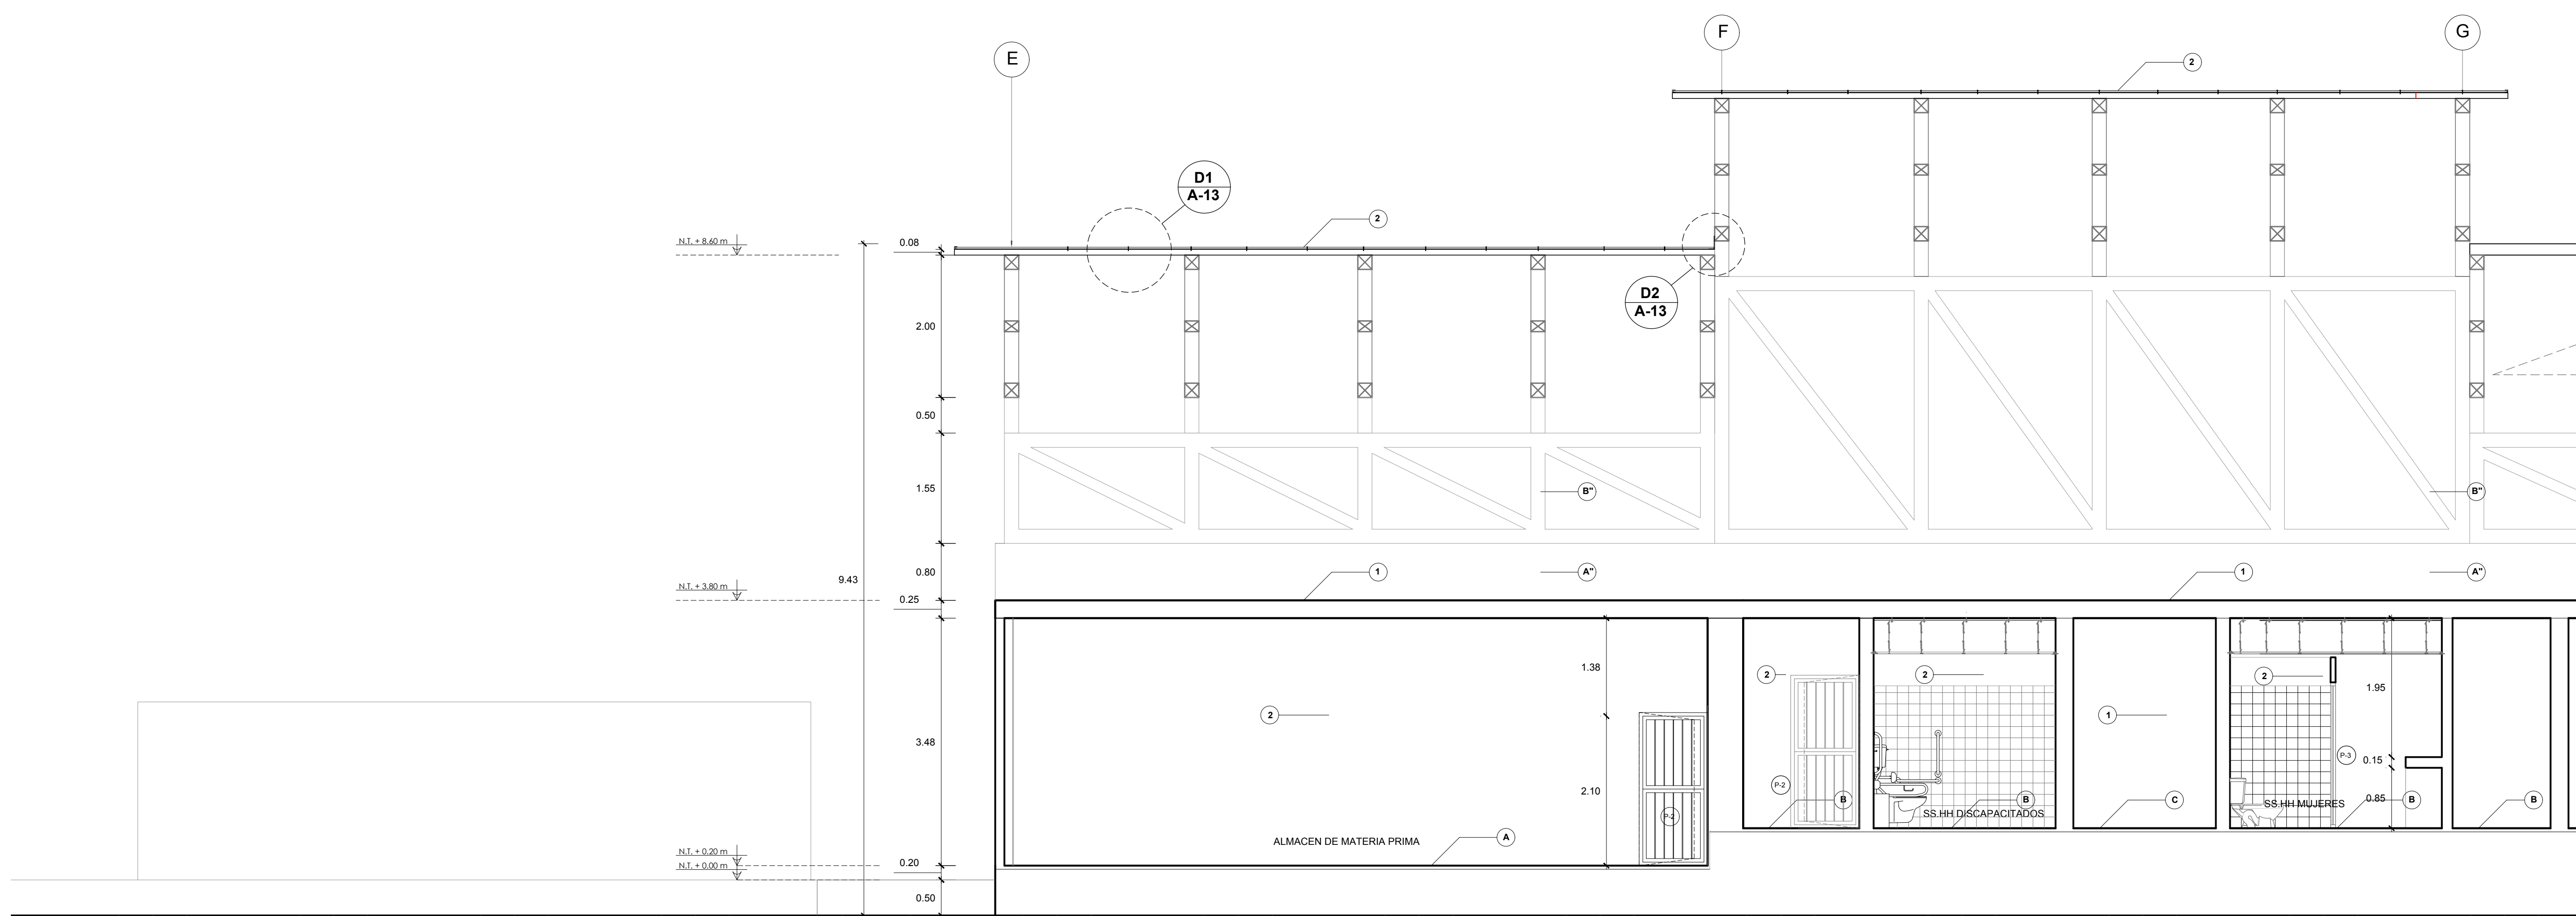 F
G
E
2
D1
A-13
2
N.T. + 8.60 m
0.08
D2
A-13
2.00
0.50
1.55
B"
B"
0.80
9.43
1
A"
1
A"
N.T. + 3.80 m
0.25
1.38
2
2
2
1.95
2
1
3.48
P-3
0.15
2.10
P-2
B
B
C
SS.HH MUJERES
0.85
B
B
P-2
SS.HH DISCAPACITADOS
ALMACEN DE MATERIA PRIMA
A
N.T. + 0.20 m
0.20
N.T. + 0.00 m
0.50